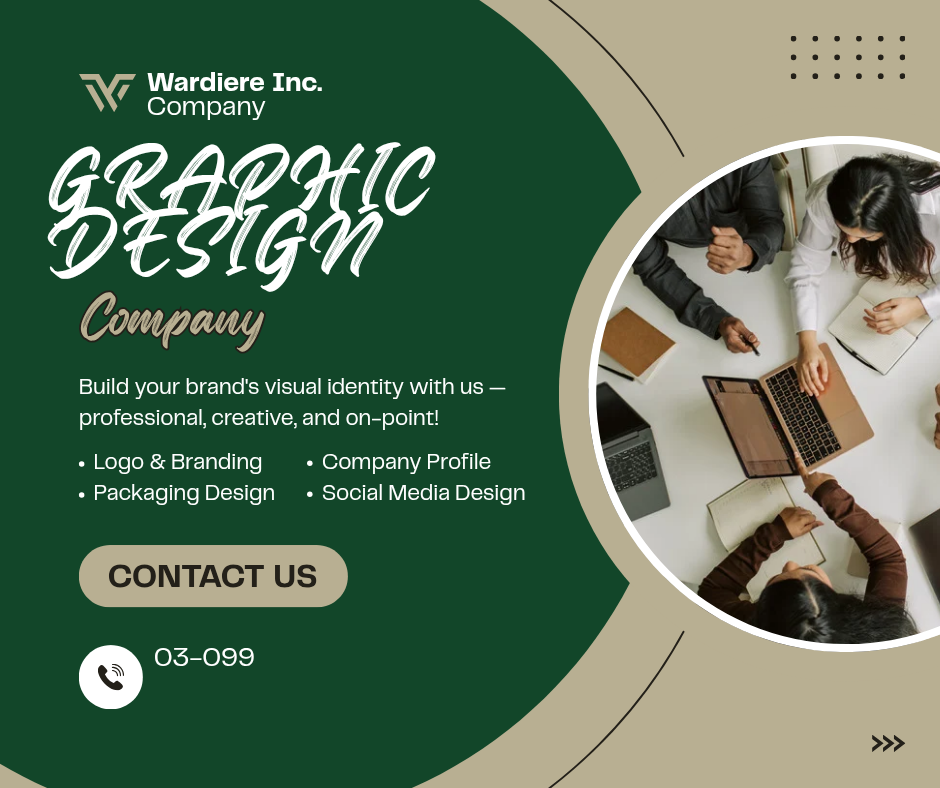 Wardiere Inc.
Company
GRAPHIC
DESIGN
Company
Build your brand's visual identity with us —
professional, creative, and on-point!
• Logo & Branding
• Packaging Design
• Company Profile
• Social Media Design
CONTACT US
03-099